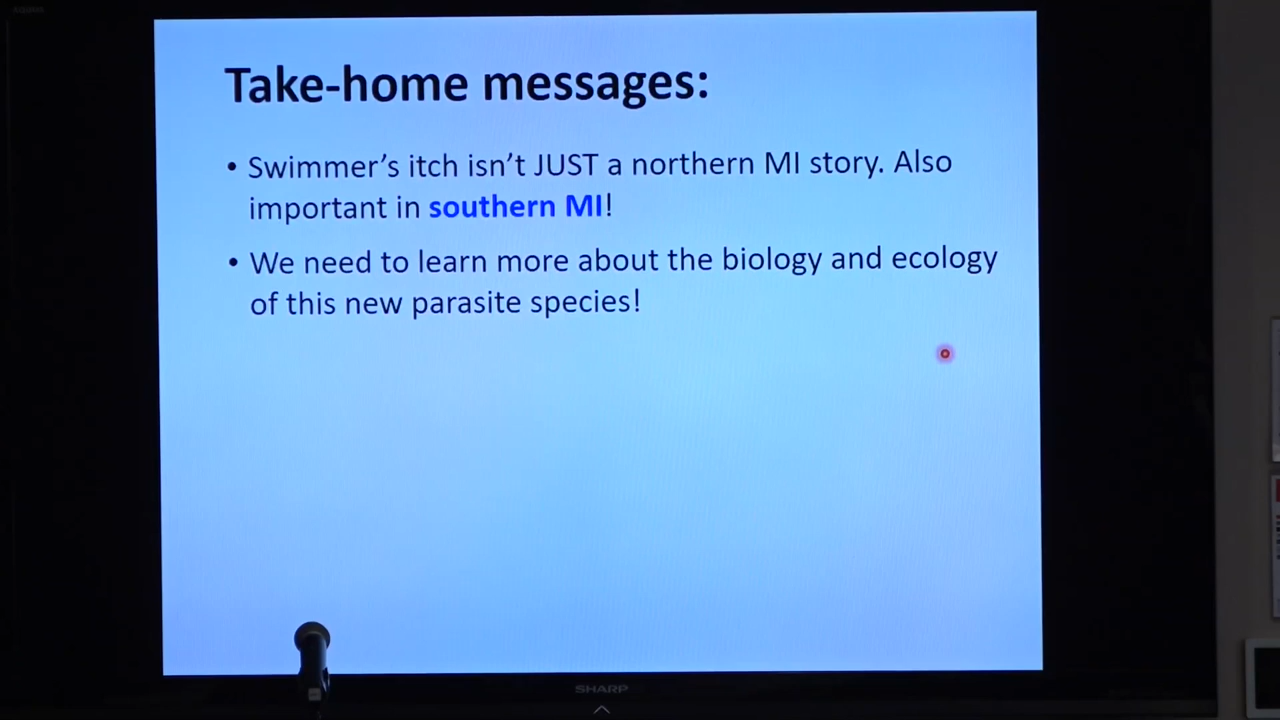 Take-home messages:
• Swimmer's itch isn't JUST a northern MI story. Also
important in southern MI!
• We need to learn more about the biology and ecology
of this new parasite species!
SHARP